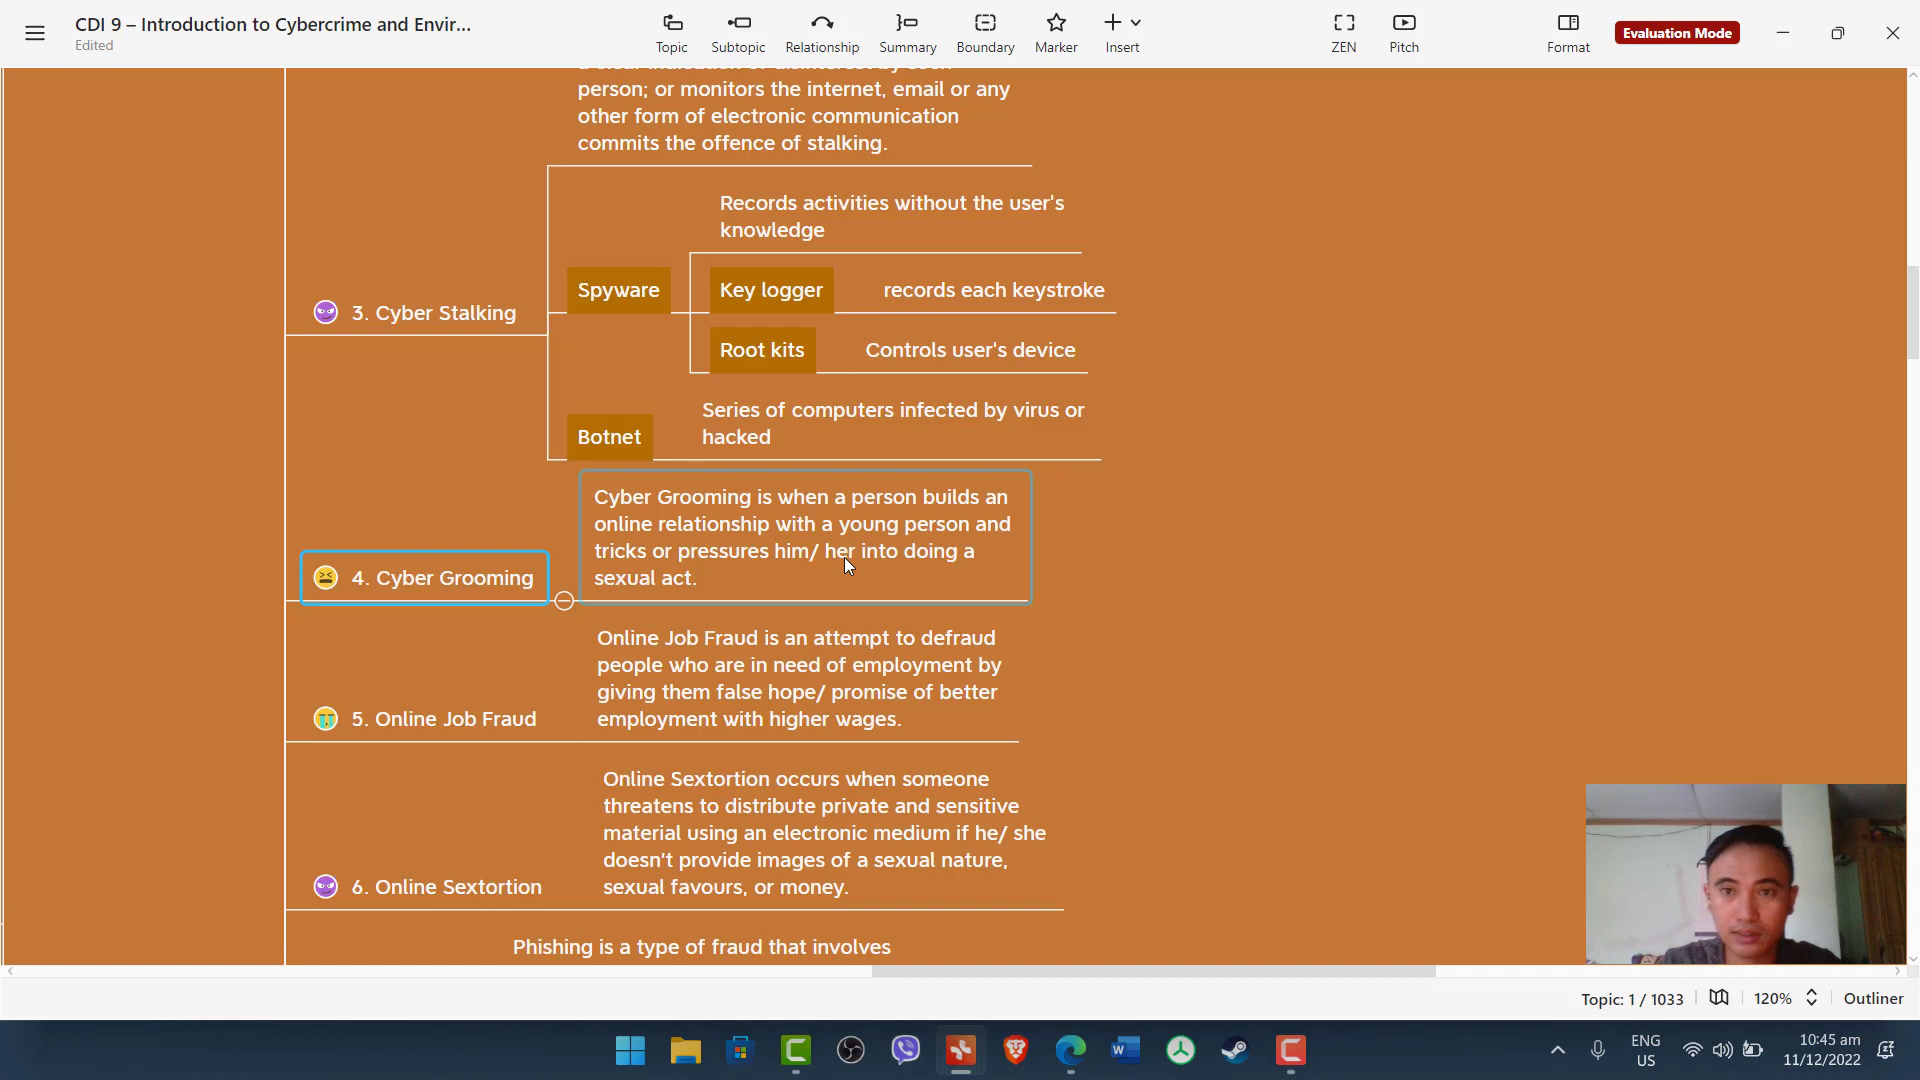 CDI 9 – Introduction to Cybercrime and Envir...
Edited
Topic
Subtopic
Relationship
Summary
Boundary
Marker
Insert
ZEN
Pitch
Format
Evaluation Mode
person; or monitors the internet, email or any
other form of electronic communication
commits the offence of stalking.
3. Cyber Stalking
Spyware
Records activities without the user's
knowledge
Key logger
records each keystroke
Root kits
Controls user's device
Botnet
Series of computers infected by virus or
hacked
4. Cyber Grooming
Cyber Grooming is when a person builds an
online relationship with a young person and
tricks or pressures him/ her into doing a
sexual act.
5. Online Job Fraud
Online Job Fraud is an attempt to defraud
people who are in need of employment by
giving them false hope/ promise of better
employment with higher wages.
6. Online Sextortion
Online Sextortion occurs when someone
threatens to distribute private and sensitive
material using an electronic medium if he/ she
doesn't provide images of a sexual nature,
sexual favours, or money.
Phishing is a type of fraud that involves
Topic: 1 / 1033
120%
Outliner
ENG
US
10:45 am
11/12/2022